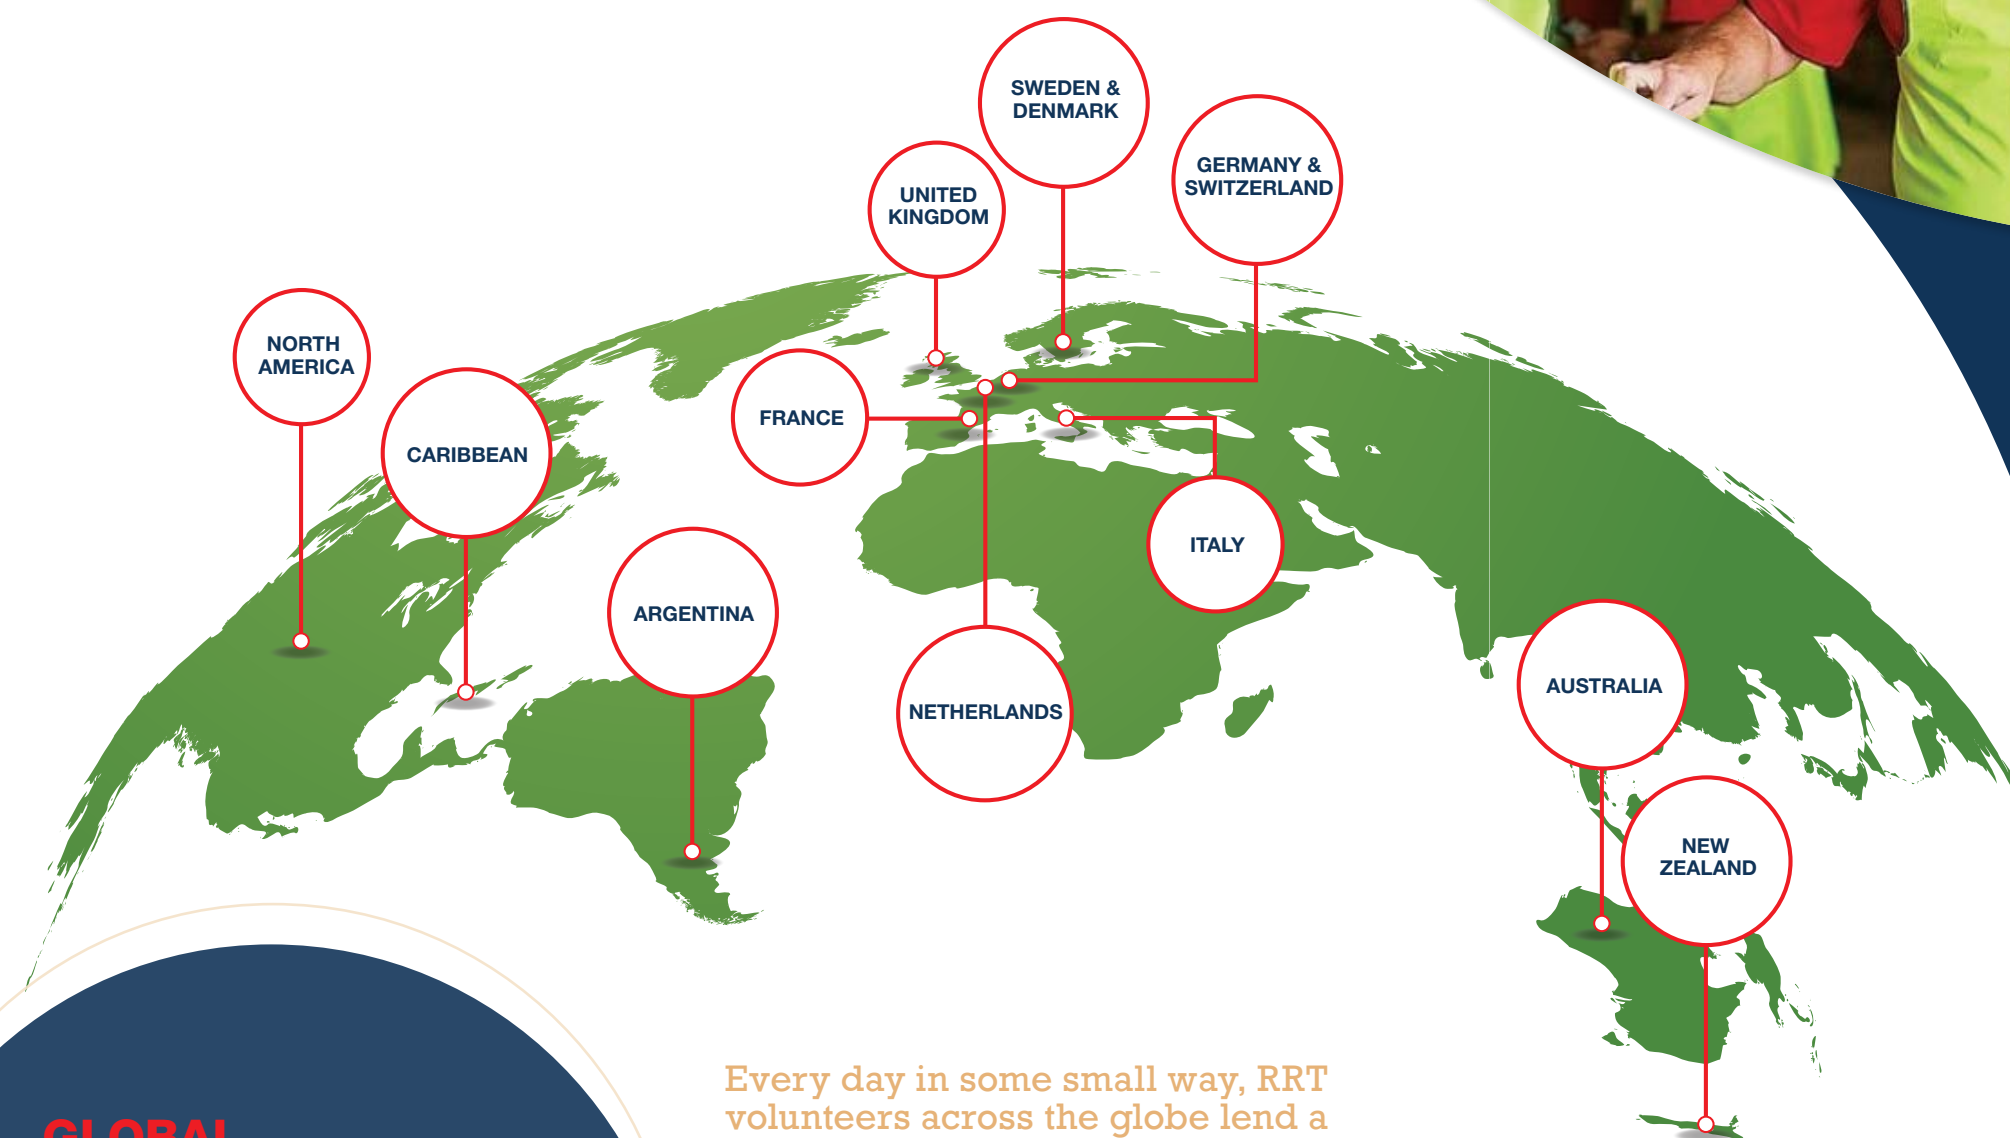 SWEDEN &
DENMARK
GERMANY &
SWITZERLAND
UNITED
KINGDOM
NORTH
AMERICA
CARIBBEAN
FRANCE
ITALY
ARGENTINA
NETHERLANDS
AUSTRALIA
NEW
ZEALAND
Every day in some small way, RRT
volunteers across the globe lend a
GLOBAL